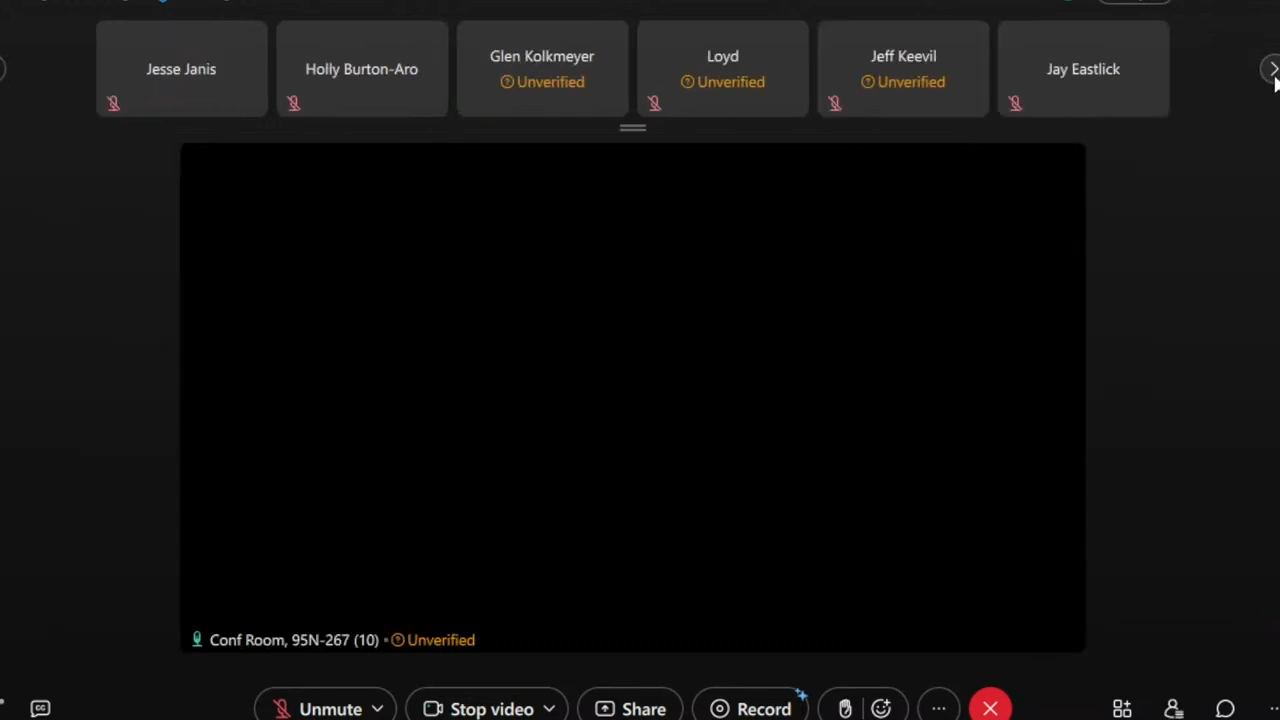 Jesse Janis
Holly Burton-Aro
Glen Kolkmeyer
Unverified
Loyd
Unverified
Jeff Keevil
Unverified
Jay Eastlick
Conf Room, 95N-267 (10) • Unverified
CC
Unmute
Stop video
Share
Record